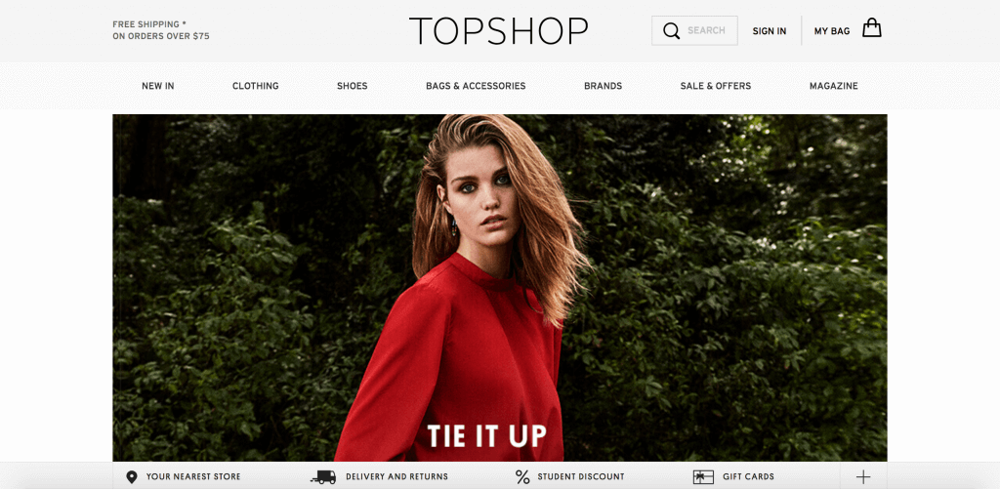 FREE SHIPPING *
ON ORDERS OVER $75
TOPSHOP
SEARCH
SIGN IN
MY BAG
NEW IN
CLOTHING
SHOES
BAGS & ACCESSORIES
BRANDS
SALE & OFFERS
MAGAZINE
TIE IT UP
YOUR NEAREST STORE
DELIVERY AND RETURNS
% STUDENT DISCOUNT
GIFT CARDS